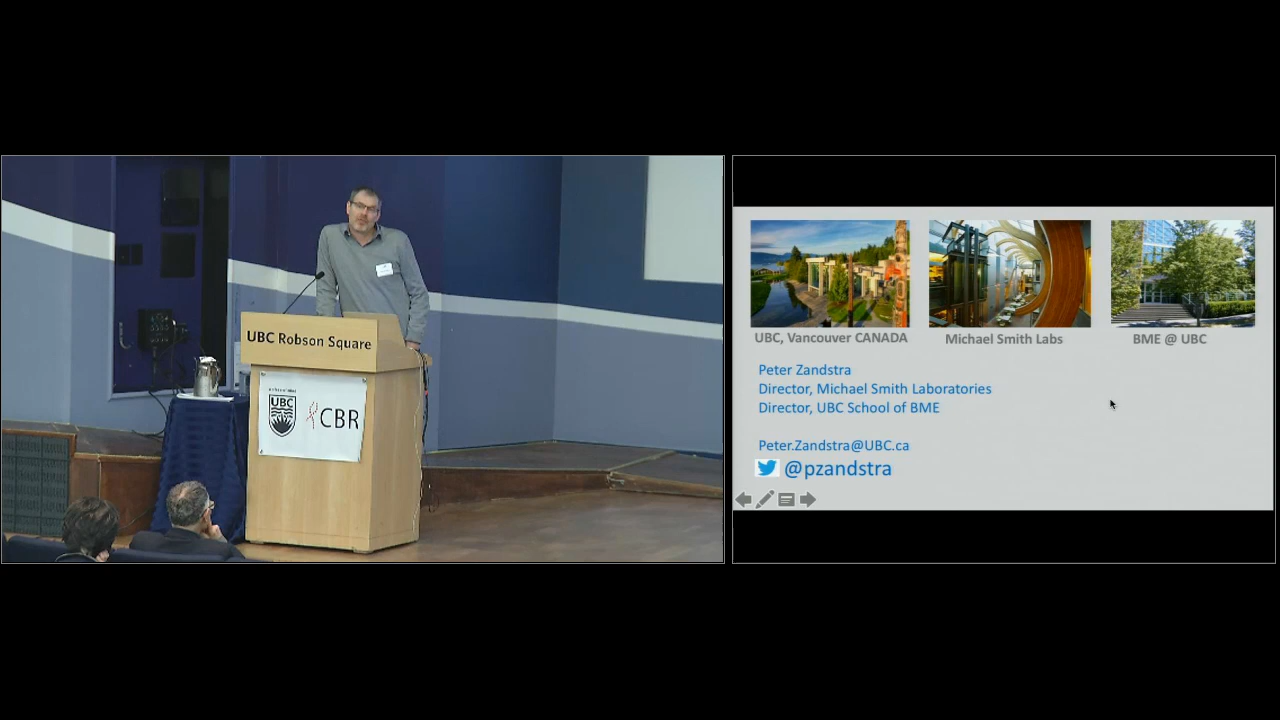 UBC Robson Square
UBC
CBR
UBC, Vancouver CANADA
Michael Smith Labs
BME @ UBC
Peter Zandstra
Director, Michael Smith Laboratories
Director, UBC School of BME
Peter.Zandstra@UBC.ca
@pzandstra